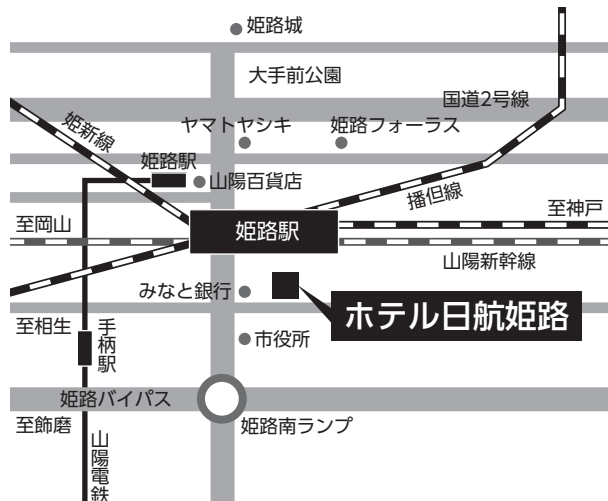 姫路城
大手前公園
国道2号線
姫新線
ヤマトヤシキ
姫路フォーラス
姫路駅
山陽百貨店
播但線
至岡山
姫路駅
至神戸
山陽新幹線
みなと銀行
ホテル日航姫路
至相生
手柄駅
市役所
姫路バイパス
至飾磨
姫路南ランプ
山陽電鉄